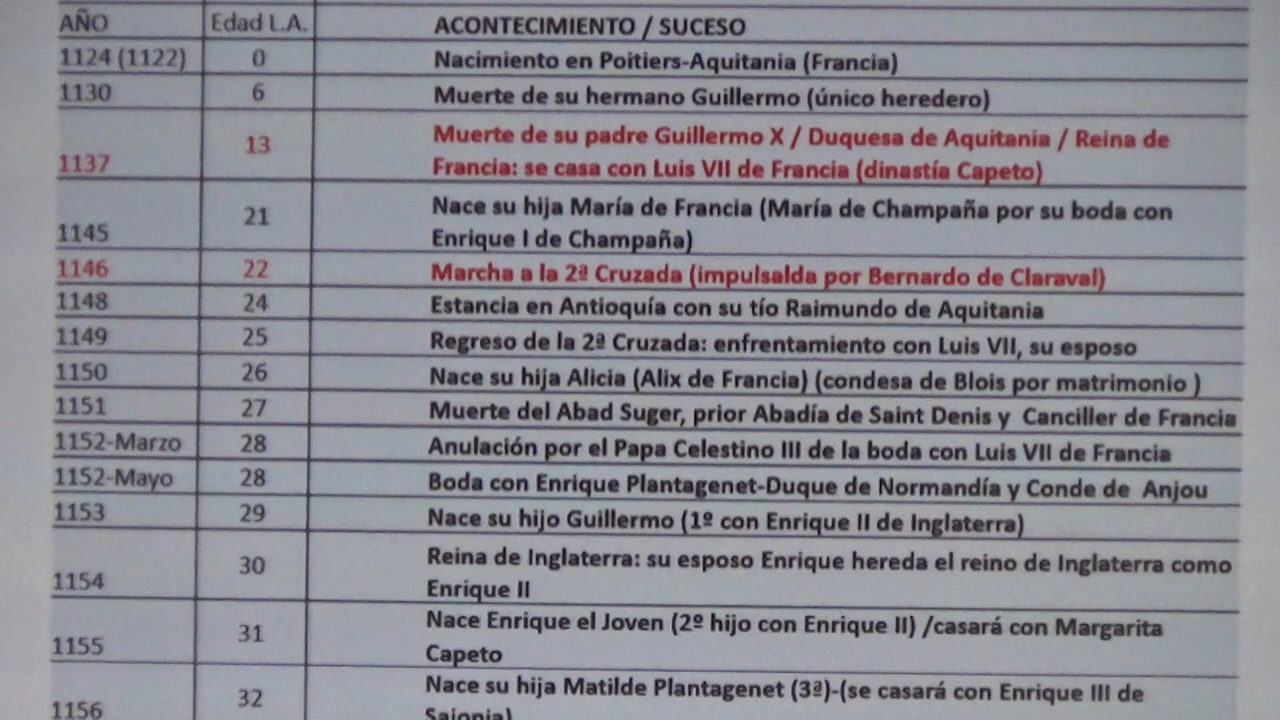 AÑO Edad L.A. ACONTECIMIENTO / SUCESO
1124 (1122) 0 Nacimiento en Poitiers-Aquitania (Francia)
1130 6 Muerte de su hermano Guillermo (único heredero)
1137 13 Muerte de su padre Guillermo X / Duquesa de Aquitania / Reina de
Francia: se casa con Luis VII de Francia (dinastía Capeto)
1145 21 Nace su hija María de Francia (María de Champaña por su boda con
Enrique I de Champaña)
1146 22 Marcha a la 2ª Cruzada (impulsalda por Bernardo de Claraval)
1148 24 Estancia en Antioquía con su tío Raimundo de Aquitania
1149 25 Regreso de la 2ª Cruzada: enfrentamiento con Luis VII, su esposo
1150 26 Nace su hija Alicia (Alix de Francia) (condesa de Blois por matrimonio )
1151 27 Muerte del Abad Suger, prior Abadía de Saint Denis y Canciller de Francia
1152-Marzo 28 Anulación por el Papa Celestino III de la boda con Luis VII de Francia
1152-Mayo 28 Boda con Enrique Plantagenet-Duque de Normandía y Conde de Anjou
1153 29 Nace su hijo Guillermo (1º con Enrique II de Inglaterra)
1154 30 Reina de Inglaterra: su esposo Enrique hereda el reino de Inglaterra como
Enrique II
1155 31 Nace Enrique el Joven (2º hijo con Enrique II) /casará con Margarita
Capeto
1156 32 Nace su hija Matilde Plantagenet (3ª)-(se casará con Enrique III de
Sajonia)